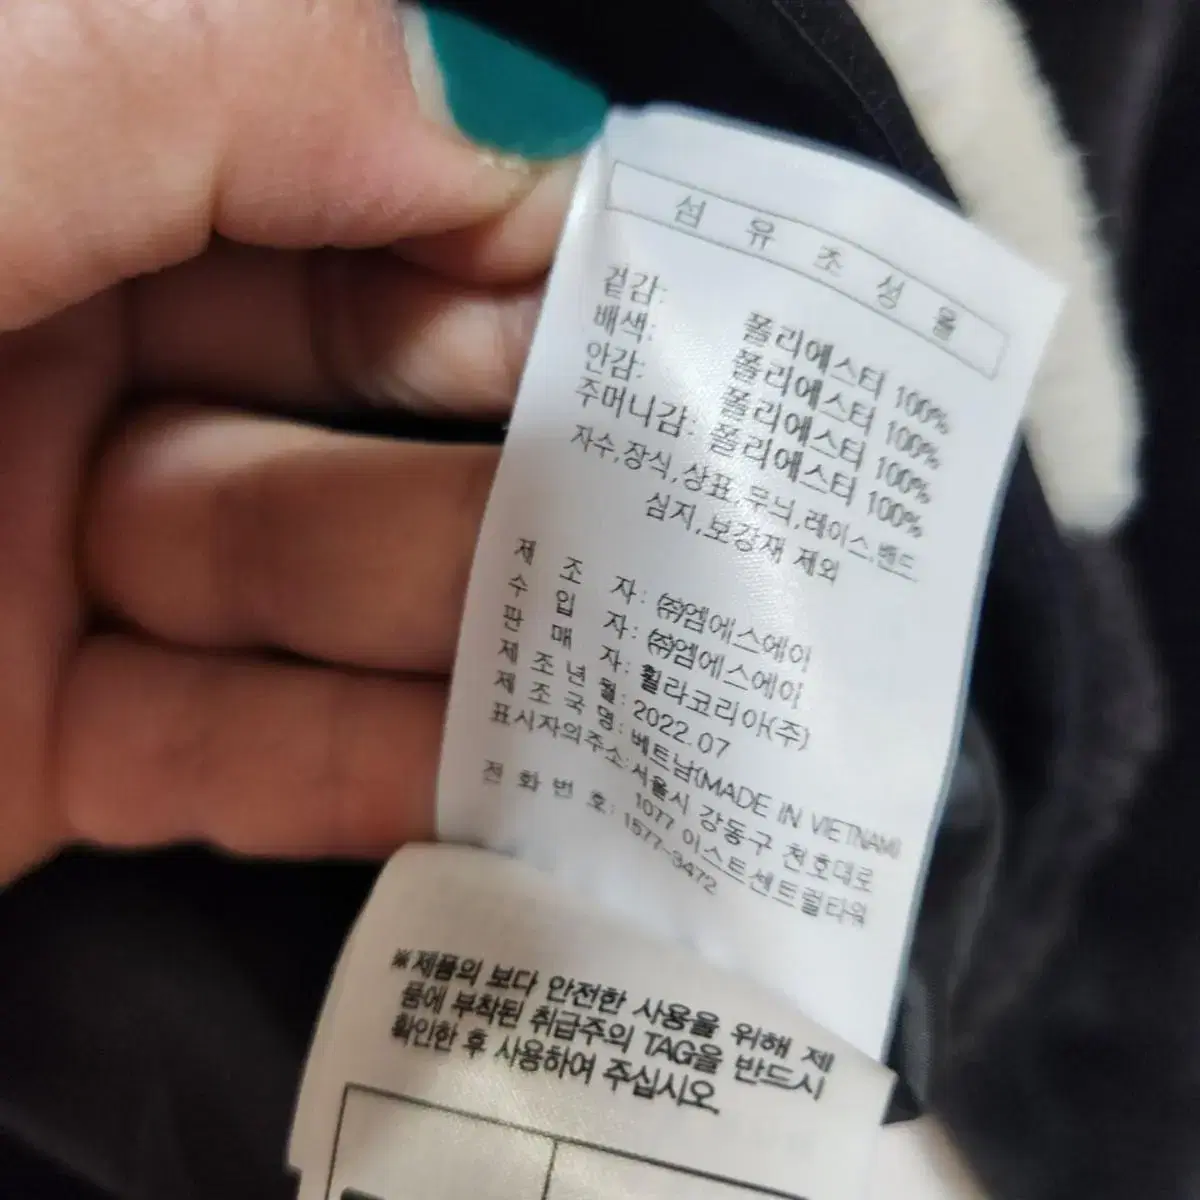 섬유조성율
겉감: 폴리에스터 100%
배색: 폴리에스터 100%
안감: 폴리에스터 100%
주머니감: 폴리에스터 100%
자수,장식,상표,무늬,레이스,밴드
심지,보강재 제외
제 조 자: ㈜엠에스에이
수 입 자: ㈜엠에스에이
판 매 자: 휠라코리아(주)
제 조 년 월: 2022.07
제 조 국 명: 베트남(MADE IN VIETNAM)
표시자의주소:서울시 강동구 천호대로
1077 이스트센트럴타워
전 화 번 호: 1577-3472
※제품의 보다 안전한 사용을 위해 제
품에 부착된 취급주의 TAG을 반드시
확인한 후 사용하여 주십시오.